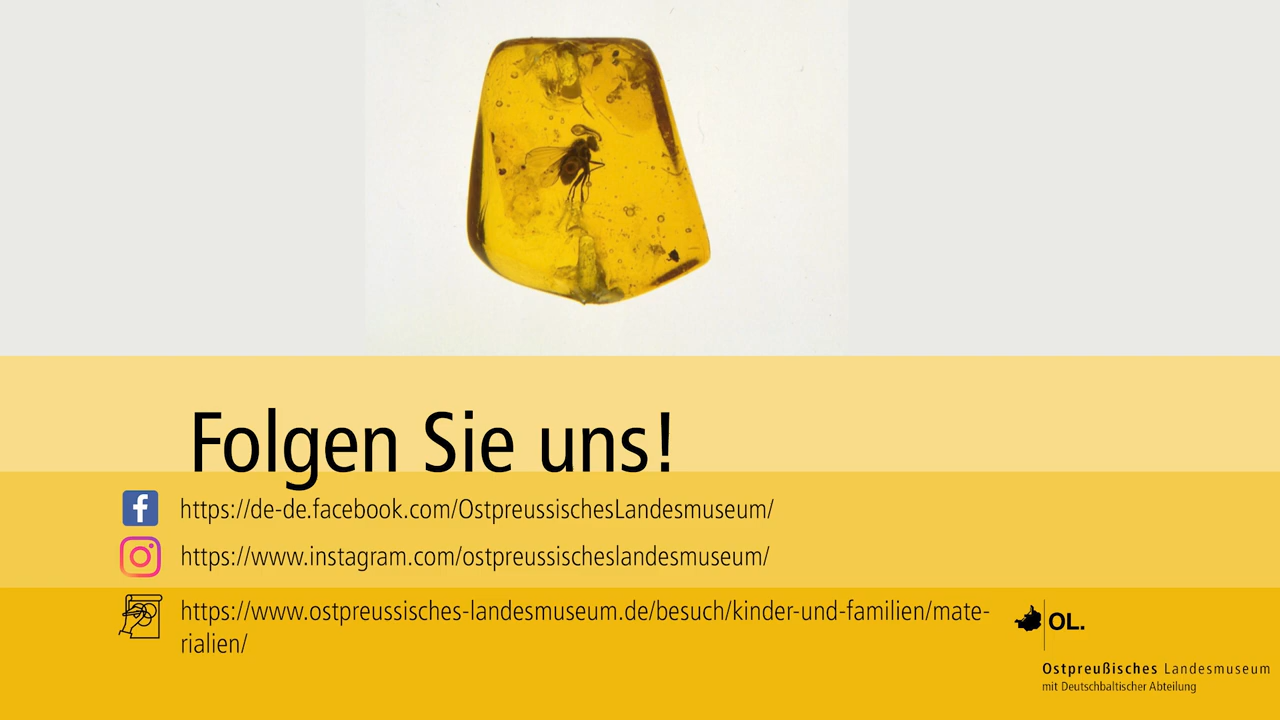 Folgen Sie uns!
https://de-de.facebook.com/OstpreussischesLandesmuseum/
https://www.instagram.com/ostpreussischeslandesmuseum/
https://www.ostpreussisches-landesmuseum.de/besuch/kinder-und-familien/mate-
rialien/
OL.
Ostpreußisches Landesmuseum
mit Deutschbaltischer Abteilung